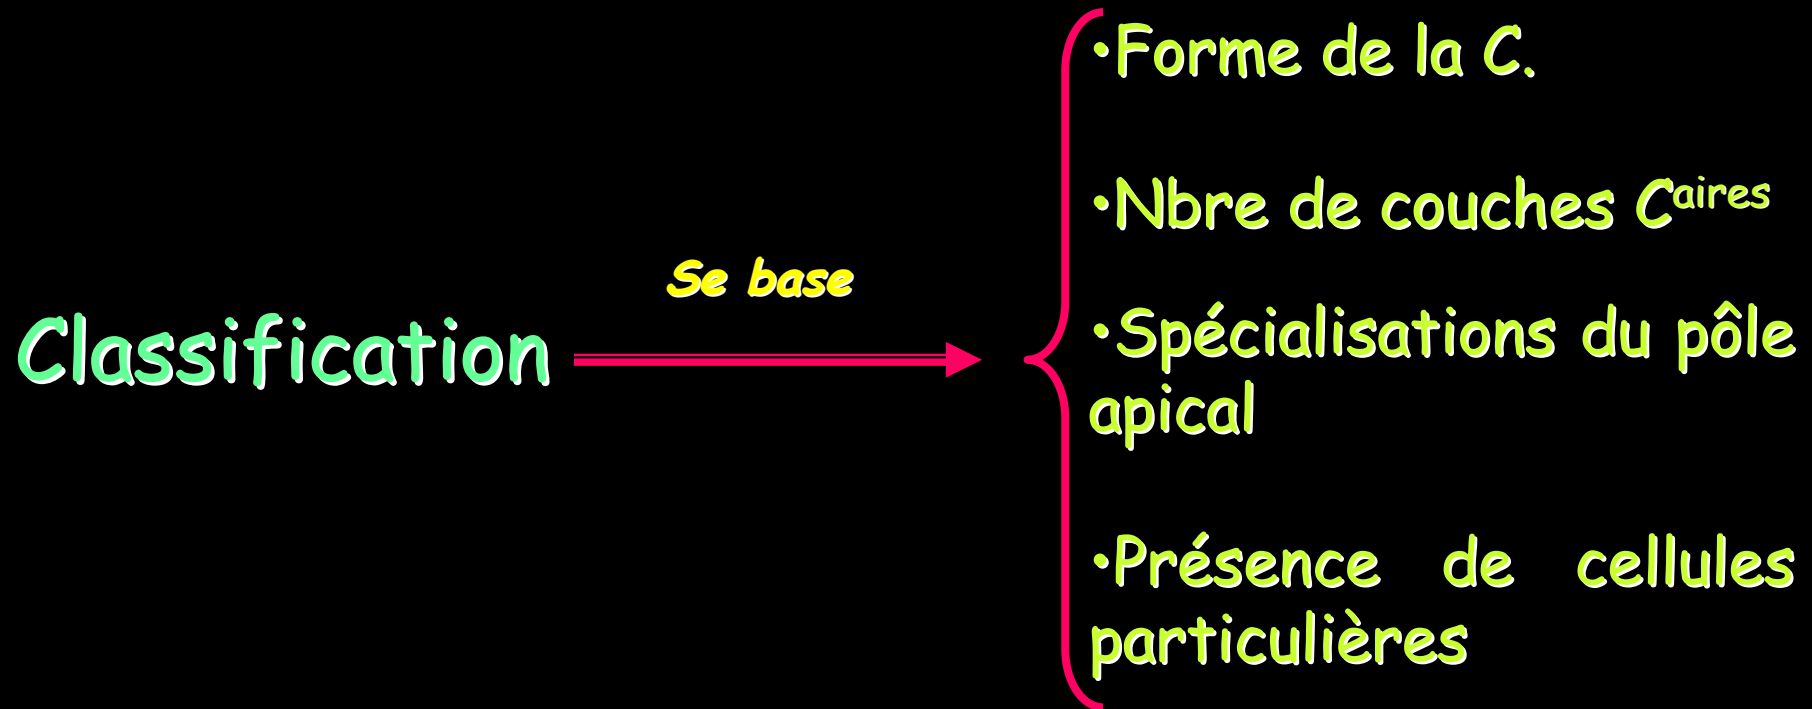 Classification
Se base
•Forme de la C.
•Nbre de couches Caires
•Spécialisations du pôle
apical
•Présence de cellules
particulières